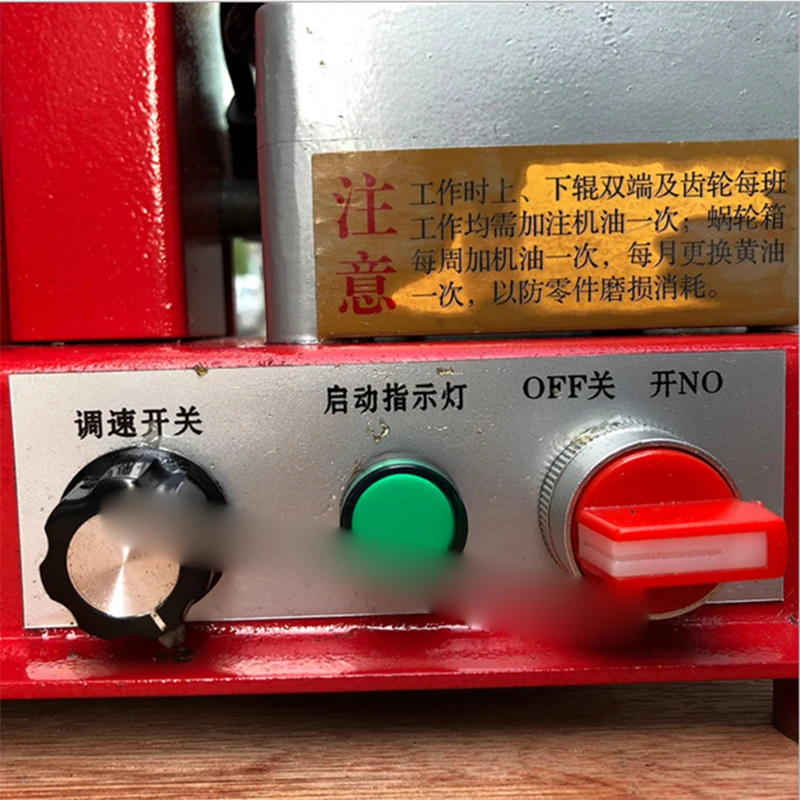 注意
工作时上、下辊双端及齿轮每班
工作均需加注机油一次；蜗轮箱
每周加机油一次，每月更换黄油
一次，以防零件磨损消耗。
调速开关
启动指示灯
OFF关 开NO